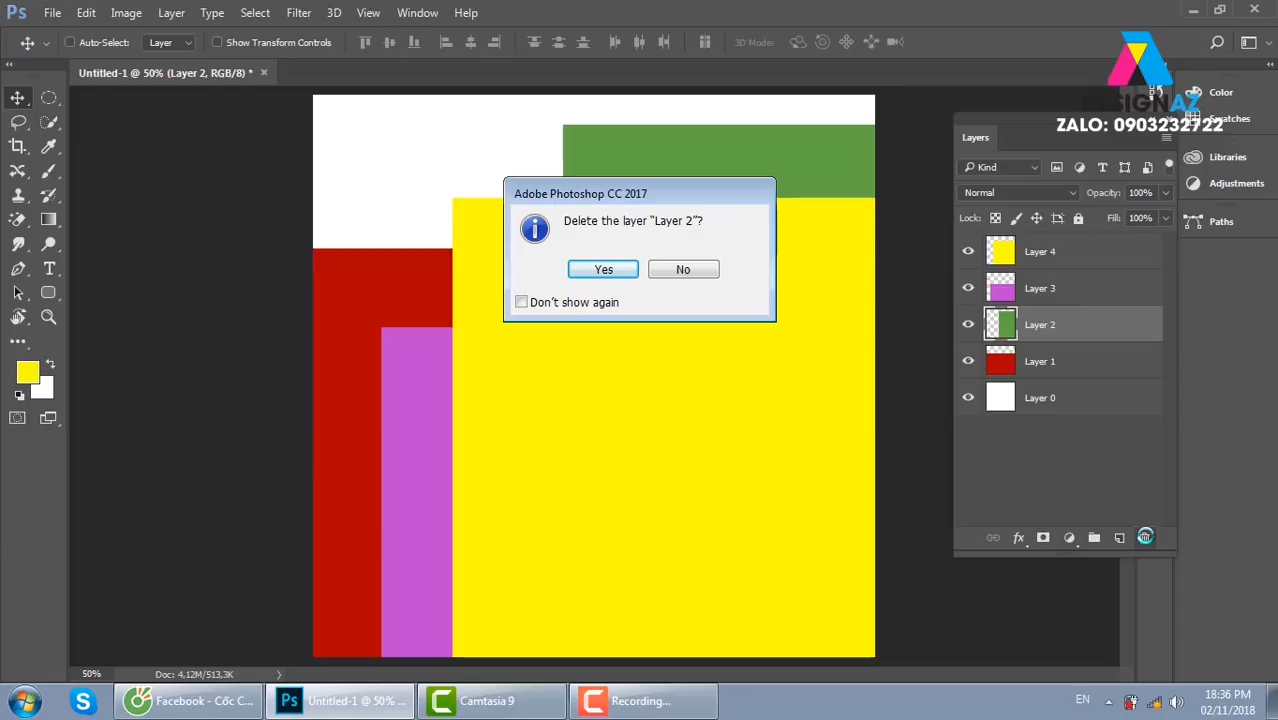 Ps File Edit Image Layer Type Select Filter 3D View Window Help
Auto-Select: Layer Show Transform Controls 3D Mode:
Untitled-1 @ 50% (Layer 2, RGB/8) *
DESIGNAZ
ZALO: 0903232722
Color
Swatches
Libraries
Adjustments
Paths
Layers
Kind
Normal Opacity: 100%
Lock: Fill: 100%
Layer 4
Layer 3
Layer 2
Layer 1
Layer 0
fx
Adobe Photoshop CC 2017
Delete the layer “Layer 2”?
Yes No
Don't show again
50% Doc: 4,12M/513,3K
Facebook - Cốc C...
Ps Untitled-1 @ 50% ...
Camtasia 9
Recording...
EN
18:36 PM
02/11/2018